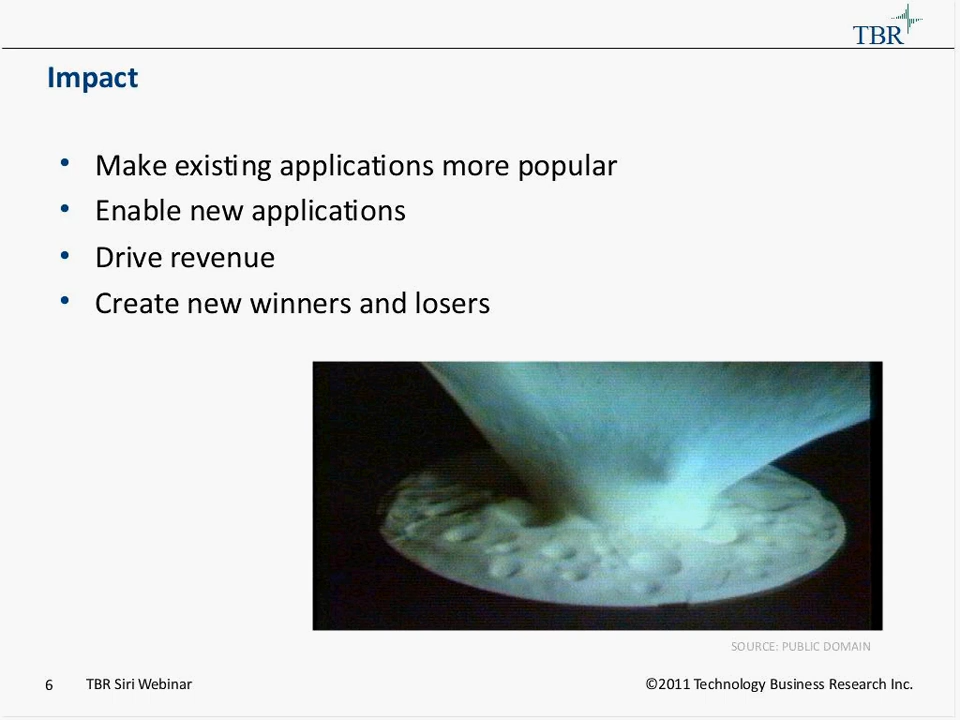 TBR
Impact
• Make existing applications more popular
• Enable new applications
• Drive revenue
• Create new winners and losers
SOURCE: PUBLIC DOMAIN
6 TBR Siri Webinar ©2011 Technology Business Research Inc.